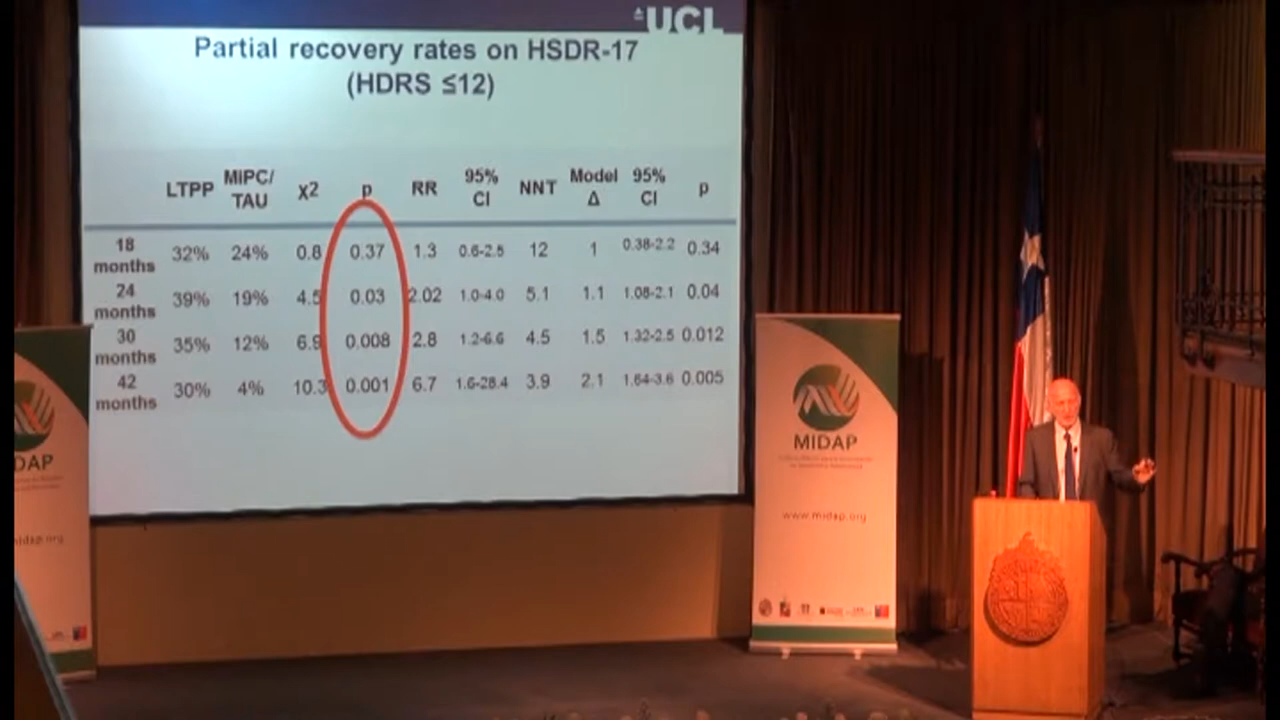 UCL
Partial recovery rates on HSDR-17
(HDRS ≤12)
LTPP MIPC/TAU χ2 p RR 95% CI NNT Model Δ 95% CI p
18 months 32% 24% 0.8 0.37 1.3 0.6-2.5 12 1 0.38-2.2 0.34
24 months 39% 19% 4.5 0.03 2.02 1.0-4.0 5.1 1.1 1.08-2.1 0.04
30 months 35% 12% 6.9 0.008 2.8 1.2-6.6 4.5 1.5 1.32-2.5 0.012
42 months 30% 4% 10.3 0.001 6.7 1.6-28.4 3.9 2.1 1.64-3.6 0.005
DAP
midap.org
MIDAP
www.midap.org